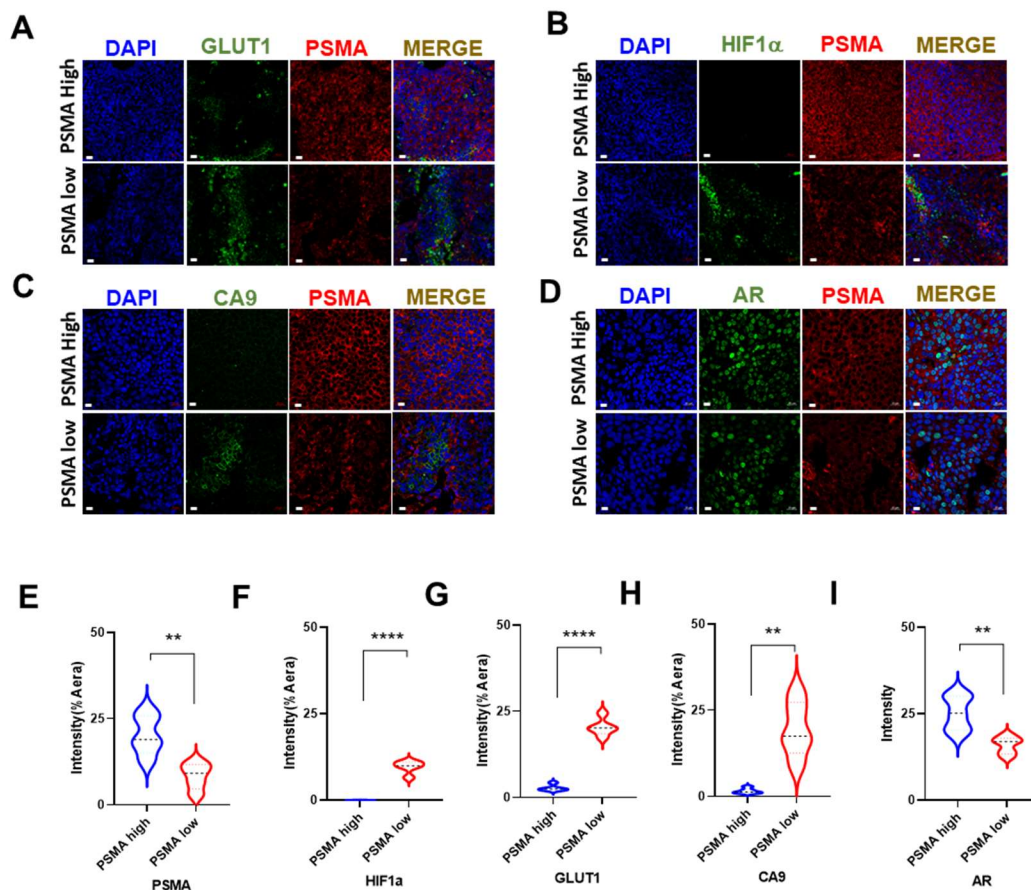 A
DAPI GLUT1 PSMA MERGE
PSMA High
PSMA low
B
DAPI HIF1α PSMA MERGE
PSMA High
PSMA low
C
DAPI CA9 PSMA MERGE
PSMA High
PSMA low
D
DAPI AR PSMA MERGE
PSMA High
PSMA low
E
Intensity(% Aera)
50
25
0
**
PSMA high
PSMA low
PSMA
F
Intensity(% Aera)
50
25
0
****
PSMA high
PSMA low
HIF1a
G
Intensity(% Aera)
50
25
0
****
PSMA high
PSMA low
GLUT1
H
Intensity(% Aera)
50
25
0
**
PSMA high
PSMA low
CA9
I
Intensity
50
25
0
**
PSMA high
PSMA low
AR